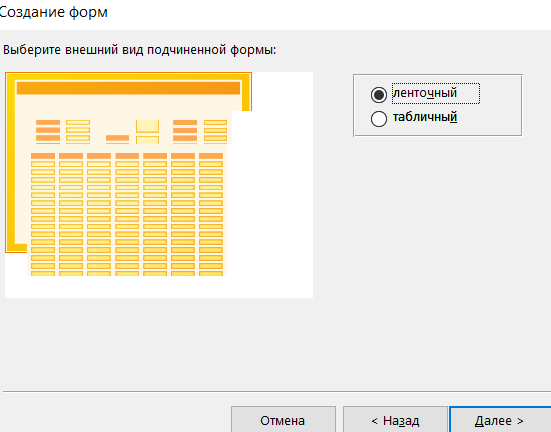 Создание форм
Выберите внешний вид подчиненной формы:
ленточный
табличный
Отмена
< Назад
Далее >